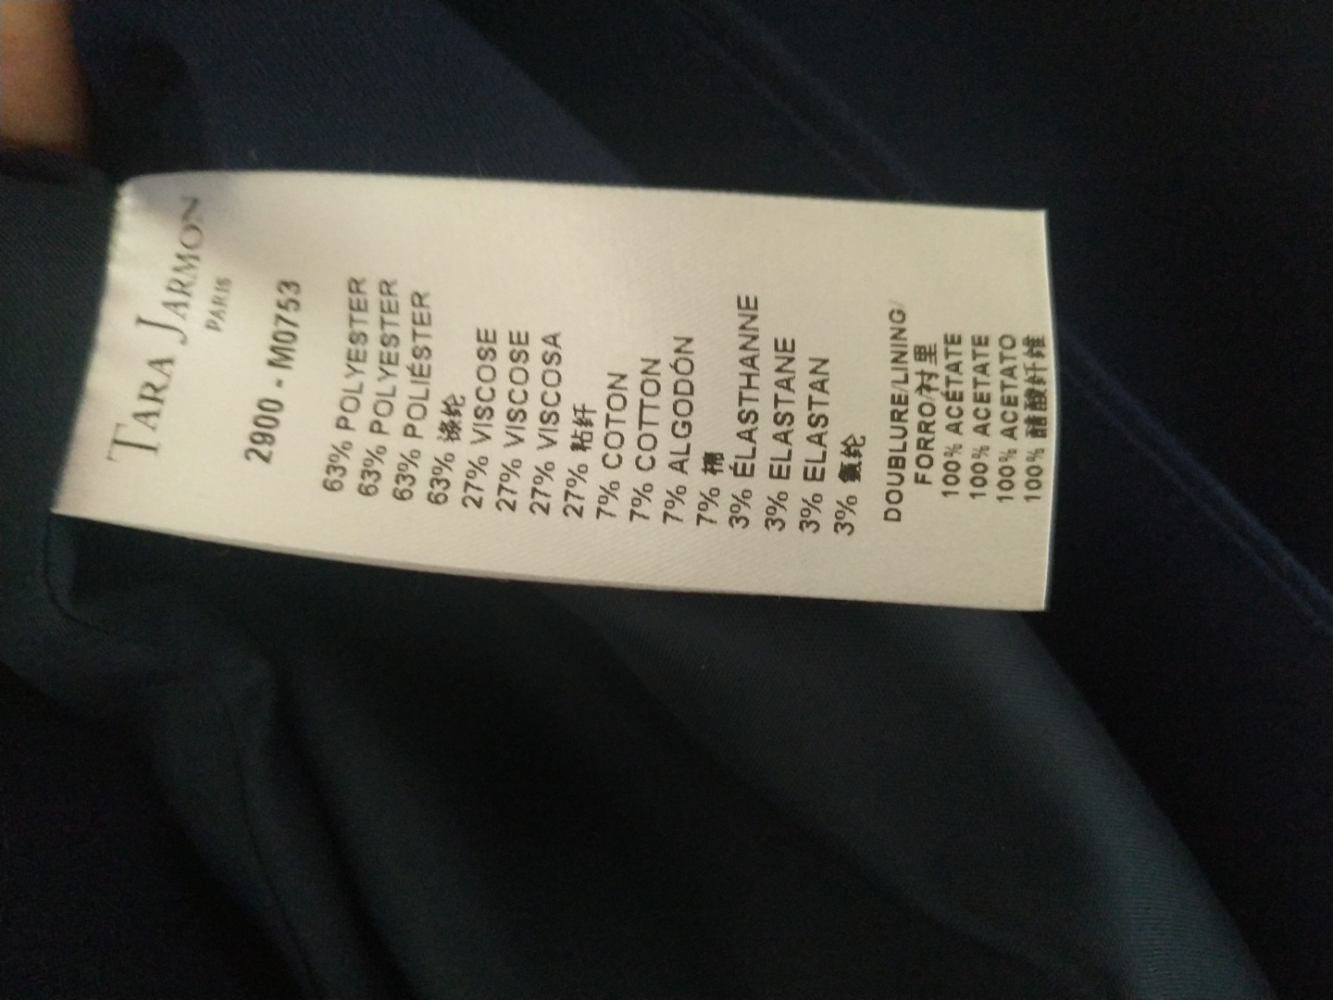 TARA JARMON
PARIS
2900 - M0753
63% POLYESTER
63% POLYESTER
63% POLIÉSTER
63% 涤纶
27% VISCOSE
27% VISCOSE
27% VISCOSA
27% 粘纤
7% COTON
7% COTTON
7% ALGODÓN
7% 棉
3% ÉLASTHANNE
3% ELASTANE
3% ELASTAN
3% 氨纶
DOUBLURE/LINING/
FORRO/衬里
100% ACÉTATE
100% ACETATE
100% ACETATO
100% 醋酸纤维